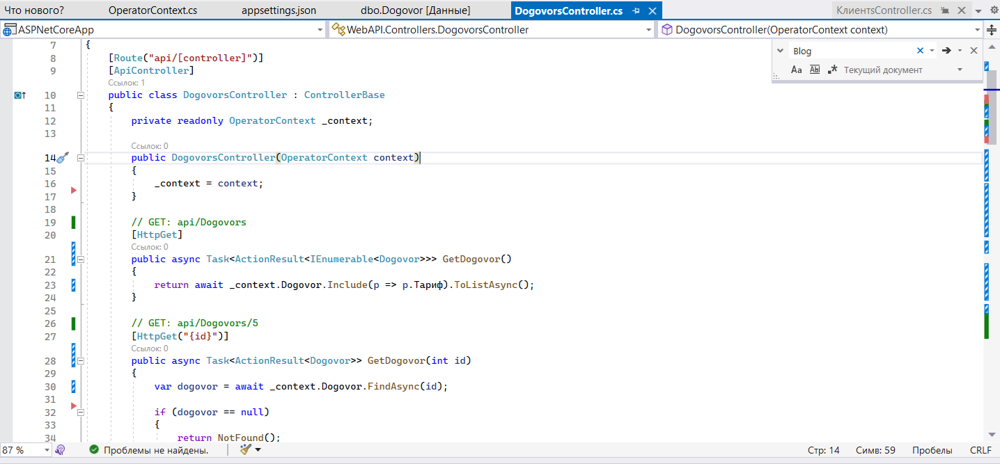 Что нового?
OperatorContext.cs
appsettings.json
dbo.Dogovor [Данные]
DogovorsController.cs
КлиентsController.cs
ASPNetCoreApp
WebAPI.Controllers.DogovorsController
DogovorsController(OperatorContext context)
Blog
Aa Ab .*
Текущий документ
7 {
8 [Route("api/[controller]")]
9 [ApiController]
Ссылок: 1
10 public class DogovorsController : ControllerBase
11 {
12 private readonly OperatorContext _context;
13
Ссылок: 0
14 public DogovorsController(OperatorContext context)
15 {
16 _context = context;
17 }
18
19 // GET: api/Dogovors
20 [HttpGet]
Ссылок: 0
21 public async Task<ActionResult<IEnumerable<Dogovor>>> GetDogovor()
22 {
23 return await _context.Dogovor.Include(p => p.Тариф).ToListAsync();
24 }
25
26 // GET: api/Dogovors/5
27 [HttpGet("{id}")]
Ссылок: 0
28 public async Task<ActionResult<Dogovor>> GetDogovor(int id)
29 {
30 var dogovor = await _context.Dogovor.FindAsync(id);
31
32 if (dogovor == null)
33 {
34 return NotFound();
87 %
Проблемы не найдены.
Стр: 14
Симв: 59
Пробелы
CRLF